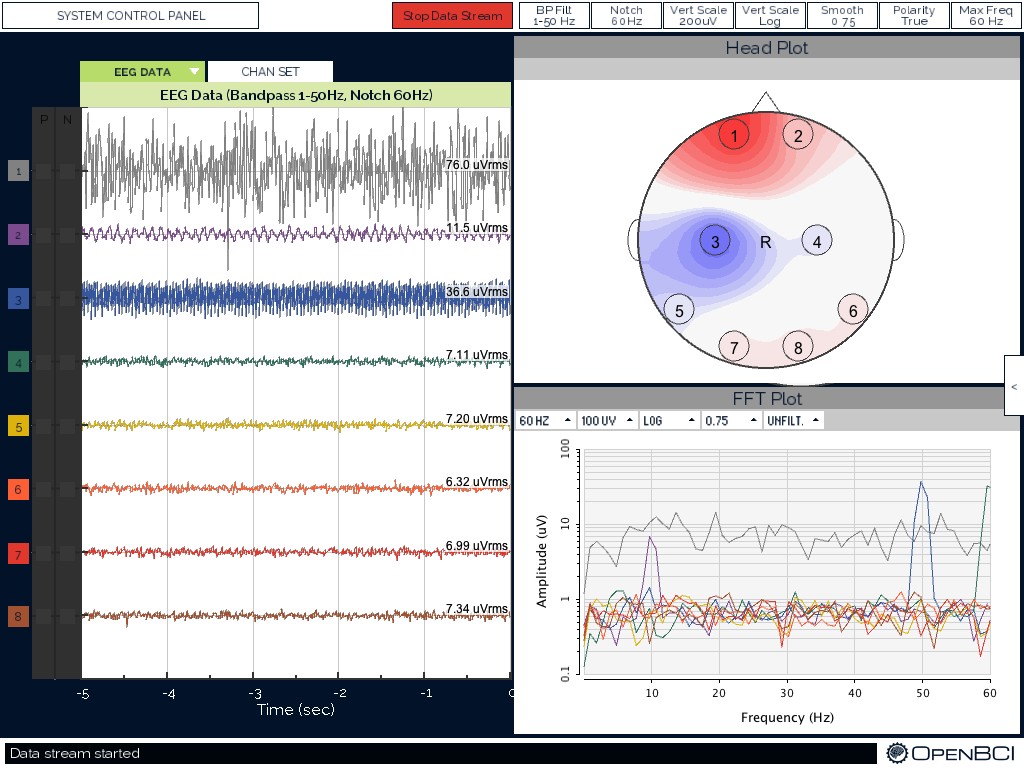 SYSTEM CONTROL PANEL
Stop Data Stream
BP Filt
1-50 Hz
Notch
60Hz
Vert Scale
200uV
Vert Scale
Log
Smooth
0.75
Polarity
True
Max Freq
60 Hz
EEG DATA
CHAN SET
EEG Data (Bandpass 1-50Hz, Notch 60Hz)
P N
1
76.0 uVrms
2
11.5 uVrms
3
36.6 uVrms
4
7.11 uVrms
5
7.20 uVrms
6
6.32 uVrms
7
6.99 uVrms
8
7.34 uVrms
-5 -4 -3 -2 -1 0
Time (sec)
Head Plot
1 2
3 R 4
5 6
7 8
<
FFT Plot
60 HZ 100 UV LOG 0.75 UNFILT.
100
10
1
0.1
Amplitude (uV)
10 20 30 40 50 60
Frequency (Hz)
Data stream started
OPENBCI